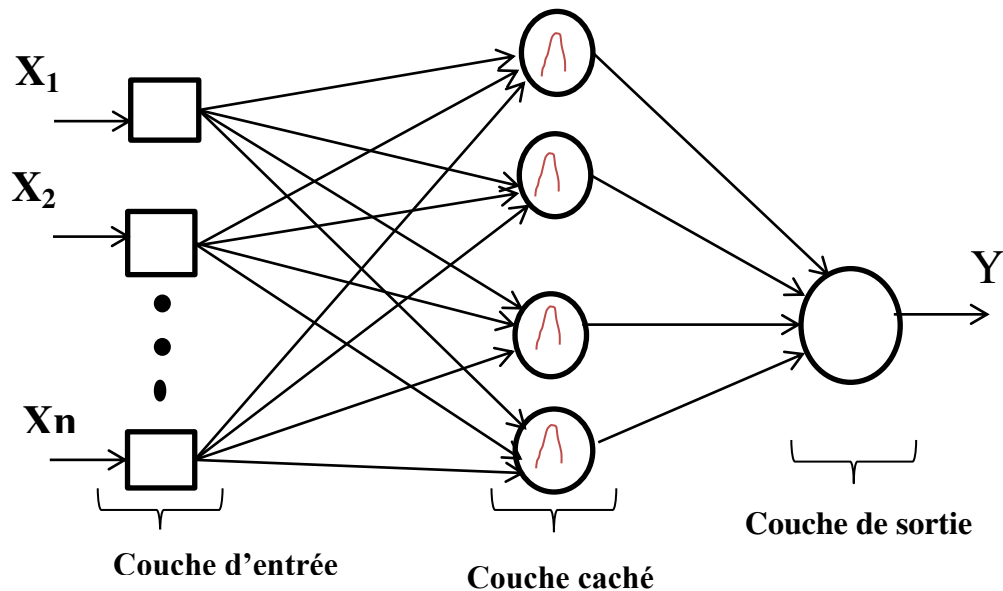 X₁
X₂
Xn
Y
Couche d’entrée
Couche caché
Couche de sortie